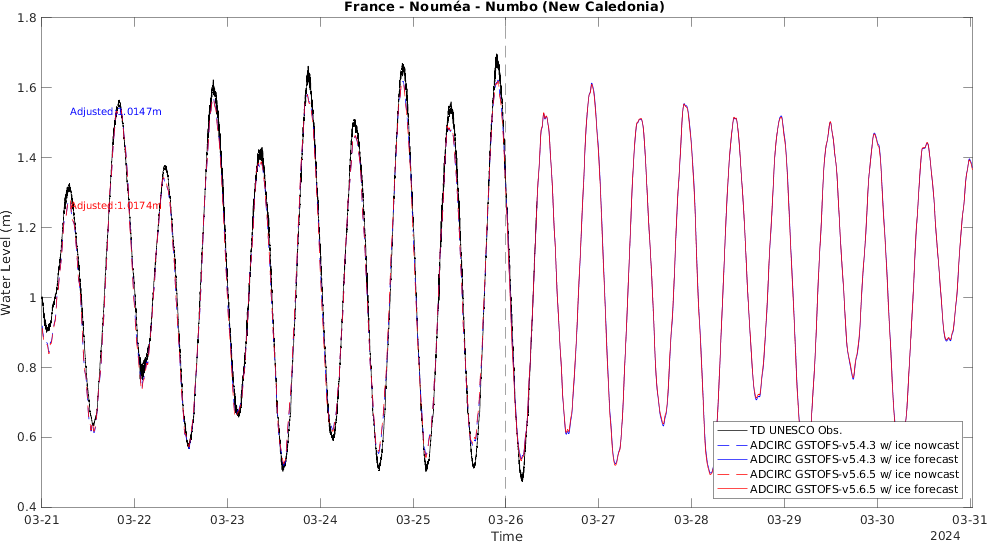 France - Nouméa - Numbo (New Caledonia)
Water Level (m)
1.8
1.6
1.4
1.2
1
0.8
0.6
0.4
Adjusted:1.0147m
Adjusted:1.0174m
TD UNESCO Obs.
ADCIRC GSTOFS-v5.4.3 w/ ice nowcast
ADCIRC GSTOFS-v5.4.3 w/ ice forecast
ADCIRC GSTOFS-v5.6.5 w/ ice nowcast
ADCIRC GSTOFS-v5.6.5 w/ ice forecast
03-21 03-22 03-23 03-24 03-25 03-26 03-27 03-28 03-29 03-30 03-31
Time
2024